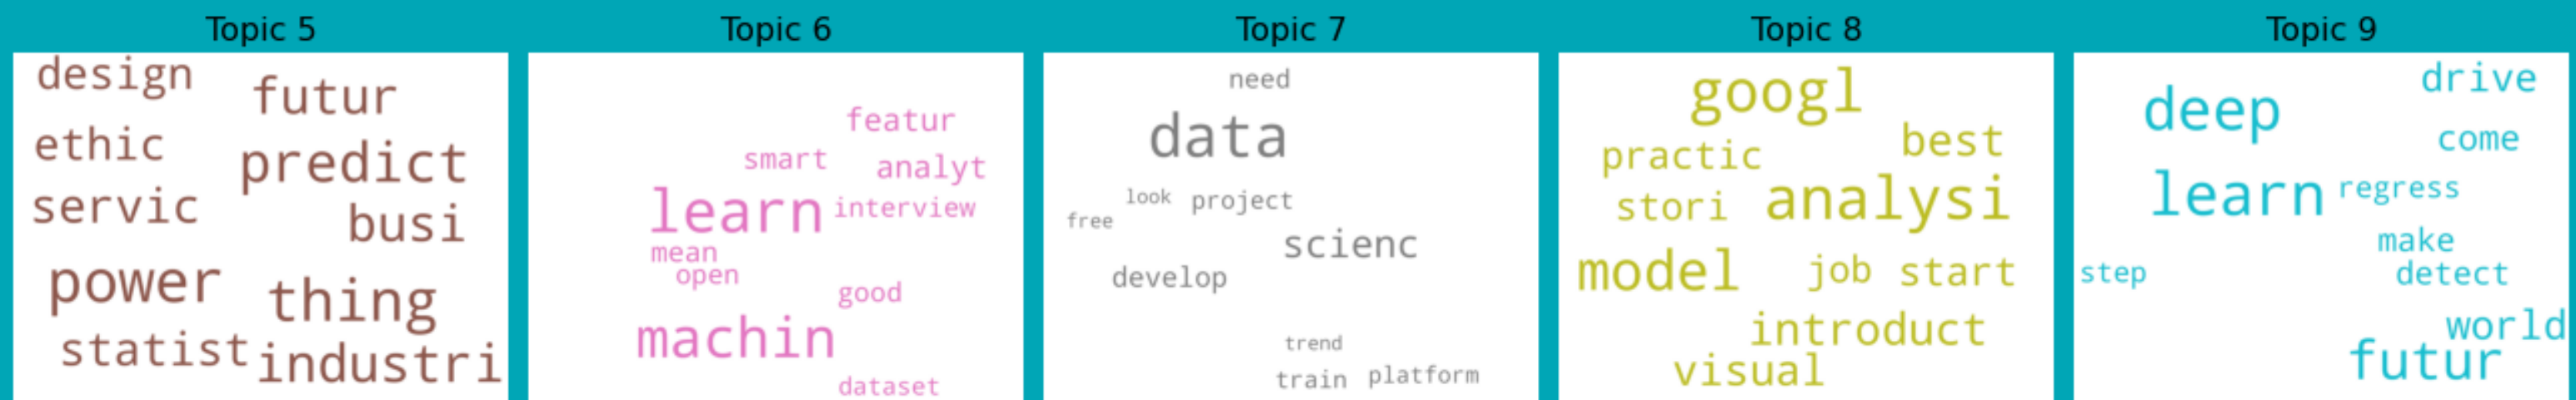 Topic 5
design
futur
ethic
predict
servic
busi
power
thing
statist
industri
Topic 6
featur
smart
analyt
learn
interview
mean
open
good
machin
dataset
Topic 7
need
data
look
project
free
scienc
develop
trend
train
platform
Topic 8
googl
best
practic
stori
analysi
model
job
start
introduct
visual
Topic 9
drive
deep
come
learn
regress
make
step
detect
world
futur